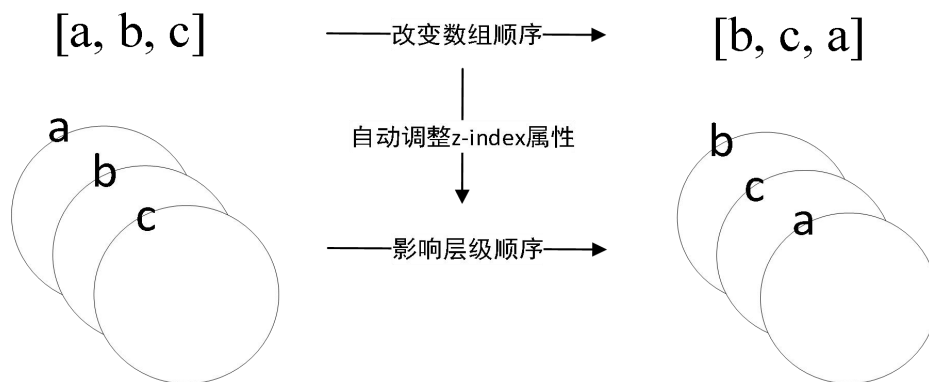 [a, b, c]
改变数组顺序
[b, c, a]
自动调整z-index属性
影响层级顺序
a
b
c
b
c
a